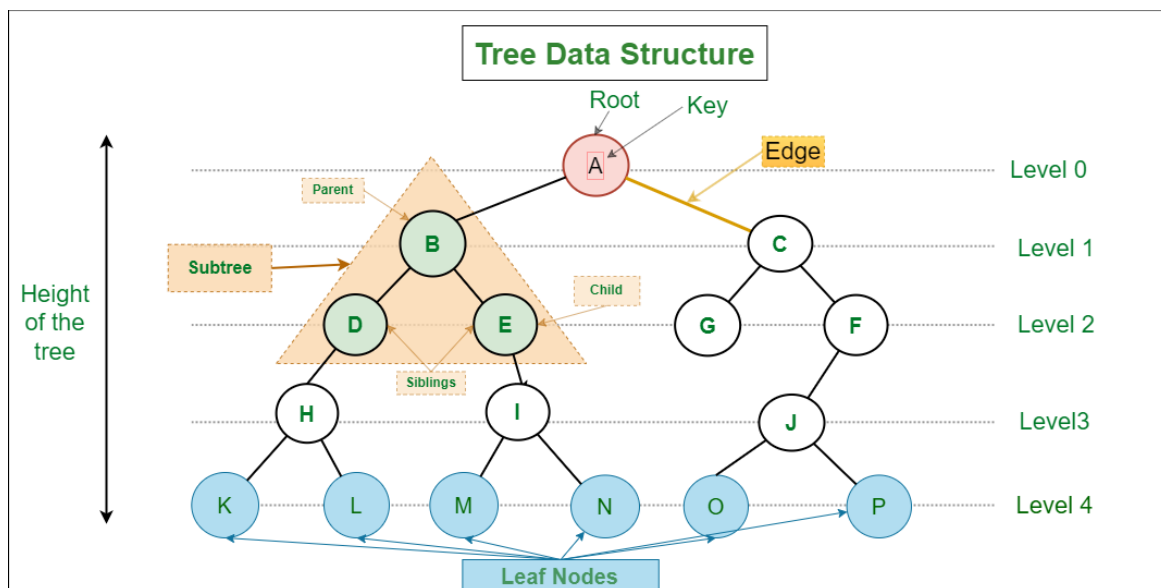 Tree Data Structure
Root
Key
A
Edge
Level 0
Parent
B
C
Level 1
Subtree
Child
Height
of the
tree
D
E
G
F
Level 2
Siblings
H
I
J
Level3
K
L
M
N
O
P
Level 4
Leaf Nodes